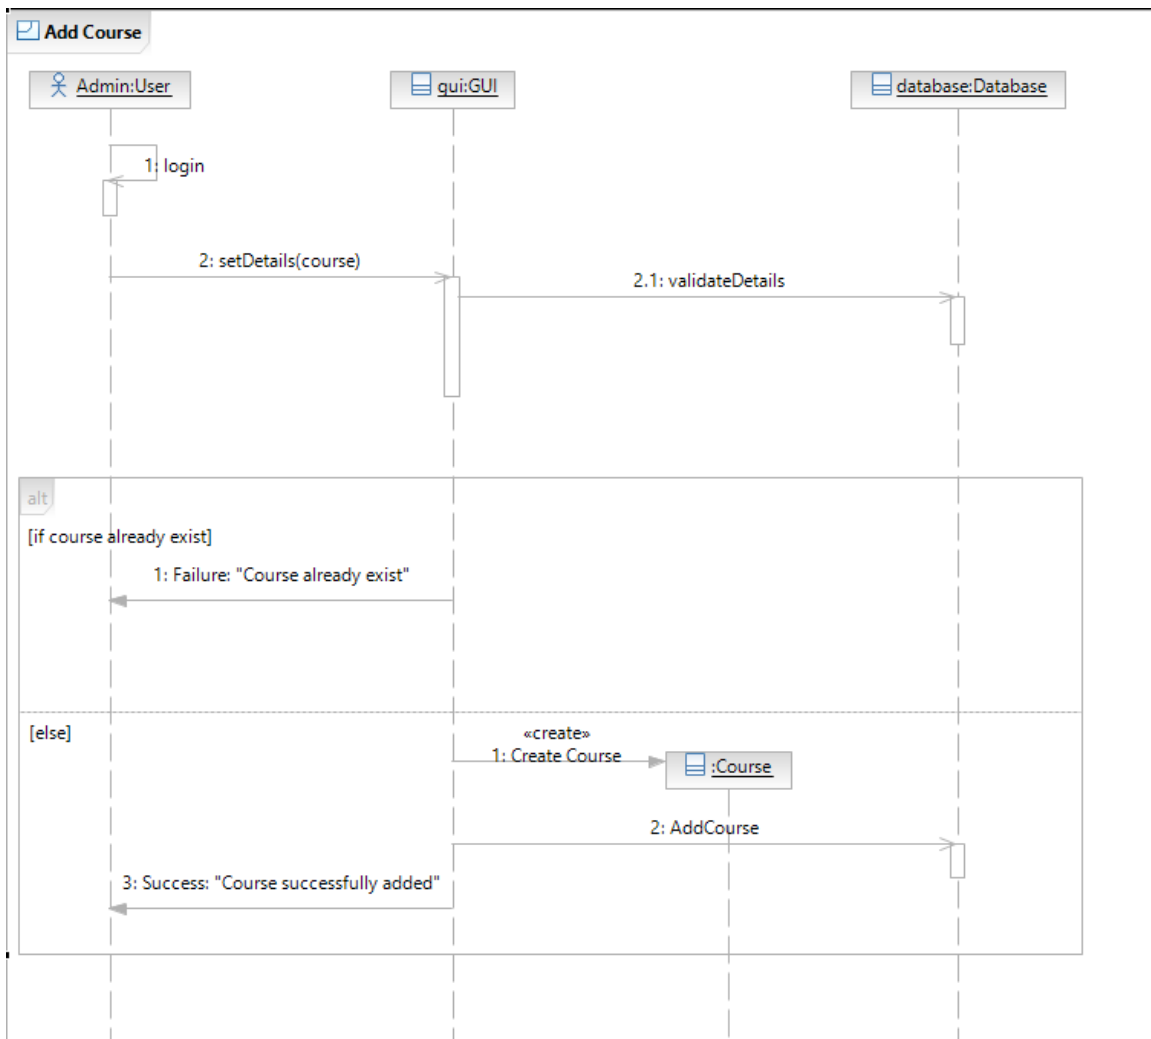 Add Course
Admin:User
gui:GUI
database:Database
1: login
2: setDetails(course)
2.1: validateDetails
alt
[if course already exist]
1: Failure: "Course already exist"
[else]
«create»
1: Create Course
:Course
2: AddCourse
3: Success: "Course successfully added"